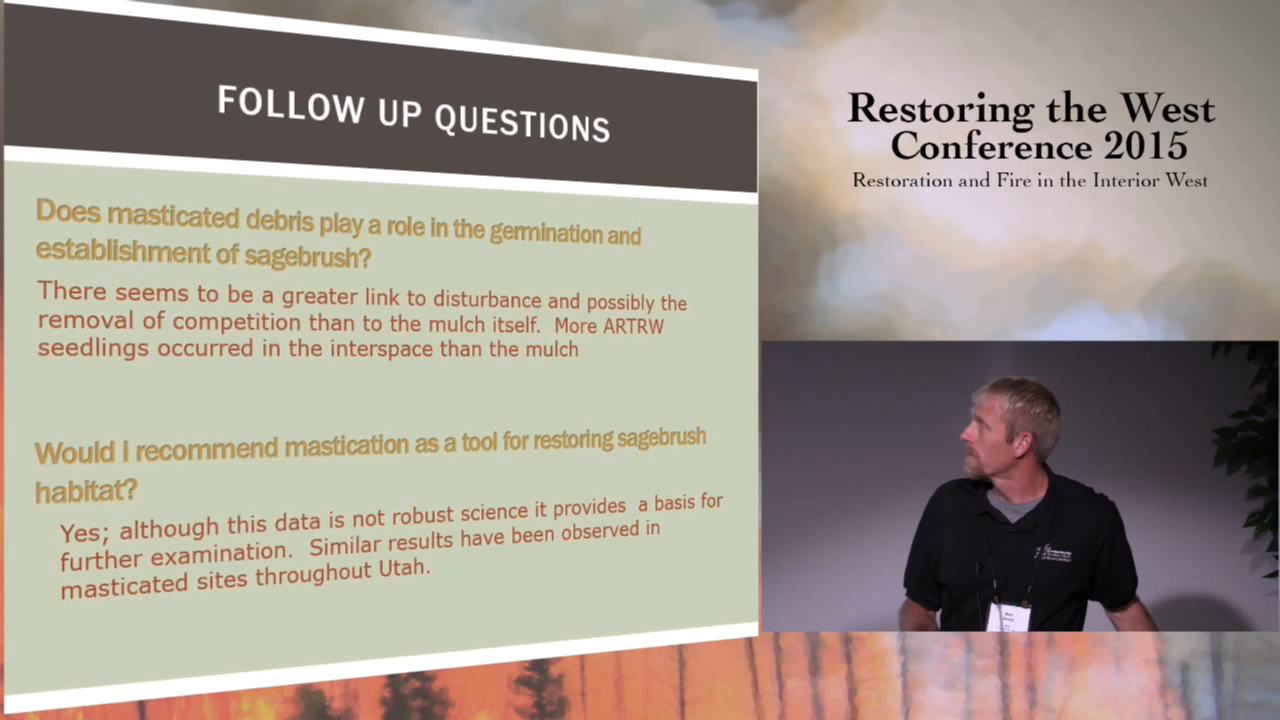 FOLLOW UP QUESTIONS
Does masticated debris play a role in the germination and
establishment of sagebrush?
There seems to be a greater link to disturbance and possibly the
removal of competition than to the mulch itself.  More ARTRW
seedlings occurred in the interspace than the mulch
Would I recommend mastication as a tool for restoring sagebrush
habitat?
Yes; although this data is not robust science it provides  a basis for
further examination.  Similar results have been observed in
masticated sites throughout Utah.
Restoring the West
Conference 2015
Restoration and Fire in the Interior West